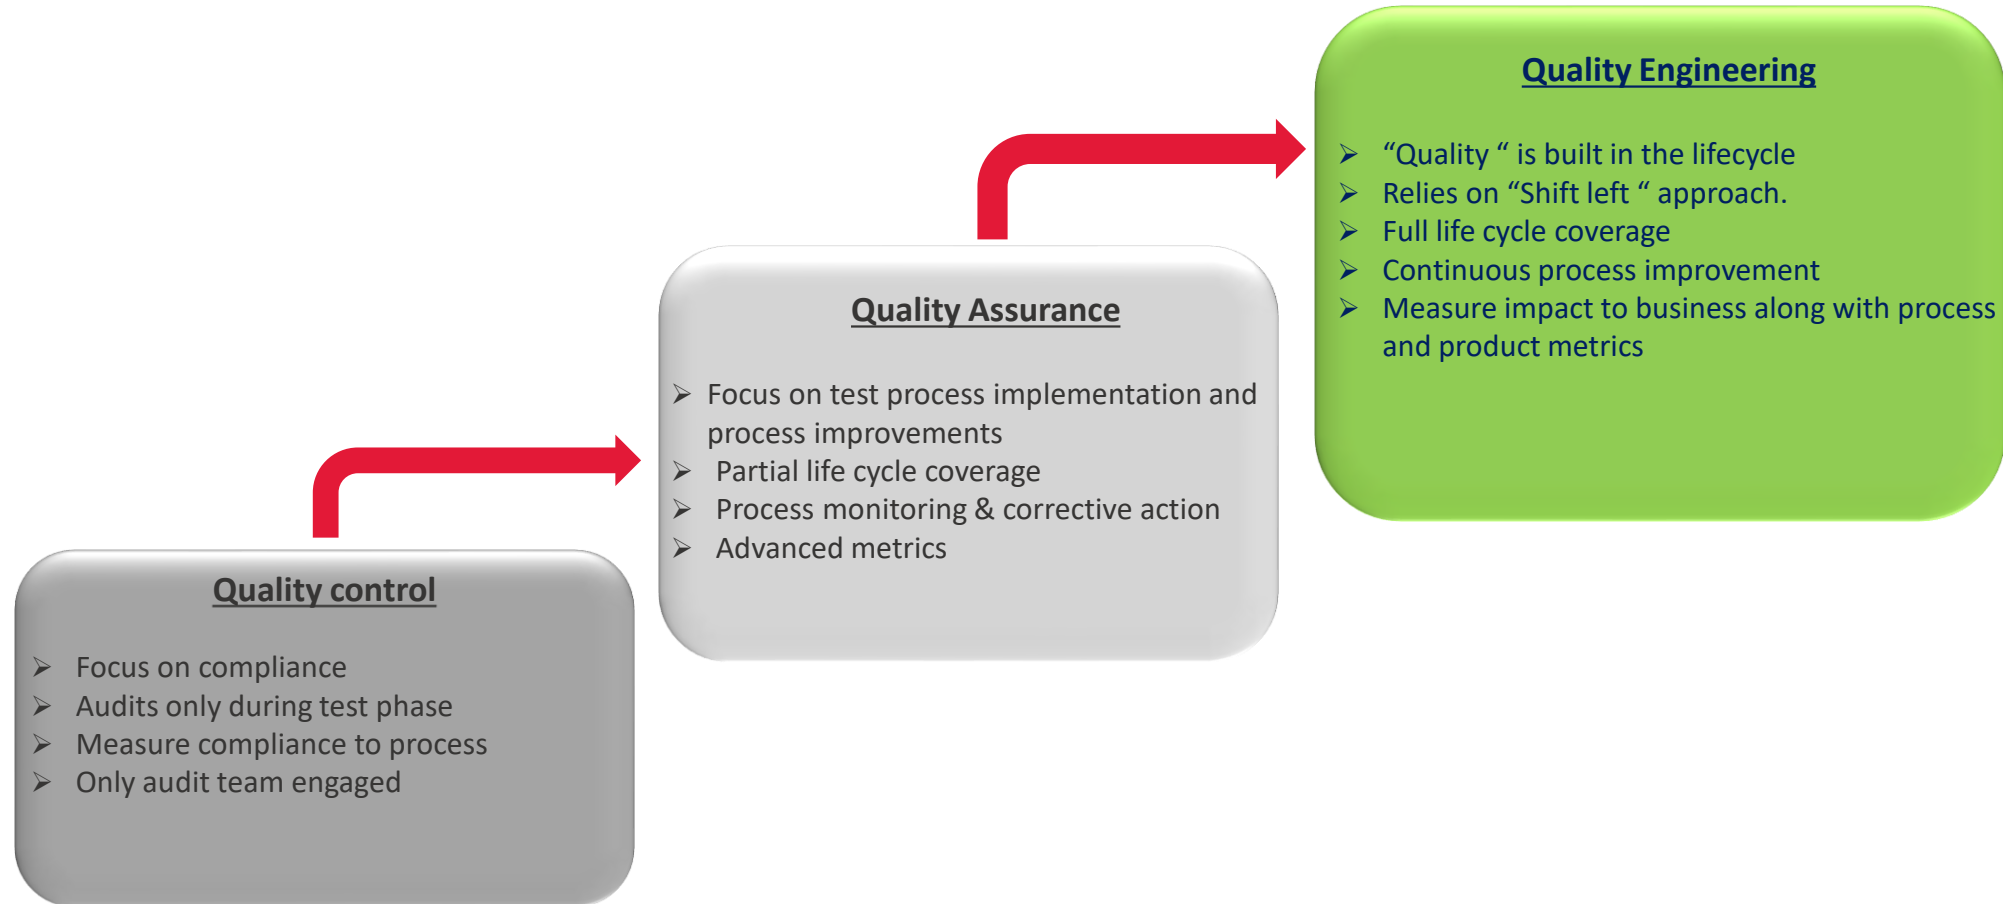 Quality Engineering
➢ “Quality “ is built in the lifecycle
➢ Relies on “Shift left “ approach.
➢ Full life cycle coverage
➢ Continuous process improvement
➢ Measure impact to business along with process
and product metrics
Quality Assurance
➢ Focus on test process implementation and
process improvements
➢ Partial life cycle coverage
➢ Process monitoring & corrective action
➢ Advanced metrics
Quality control
➢ Focus on compliance
➢ Audits only during test phase
➢ Measure compliance to process
➢ Only audit team engaged